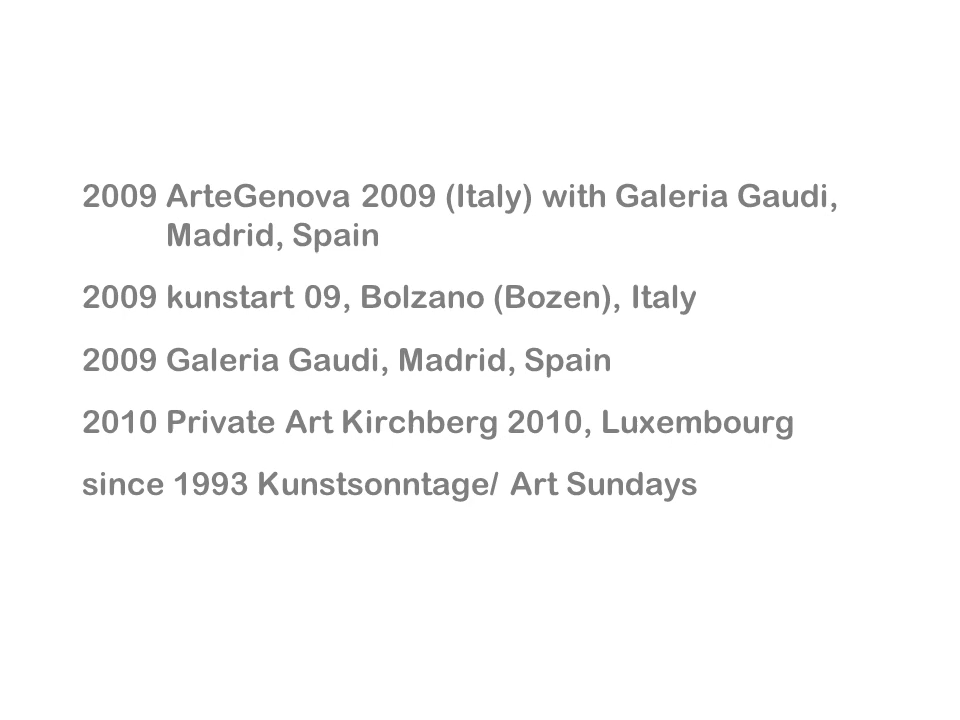 2009 ArteGenova 2009 (Italy) with Galeria Gaudi,
Madrid, Spain
2009 kunstart 09, Bolzano (Bozen), Italy
2009 Galeria Gaudi, Madrid, Spain
2010 Private Art Kirchberg 2010, Luxembourg
since 1993 Kunstsonntage/ Art Sundays